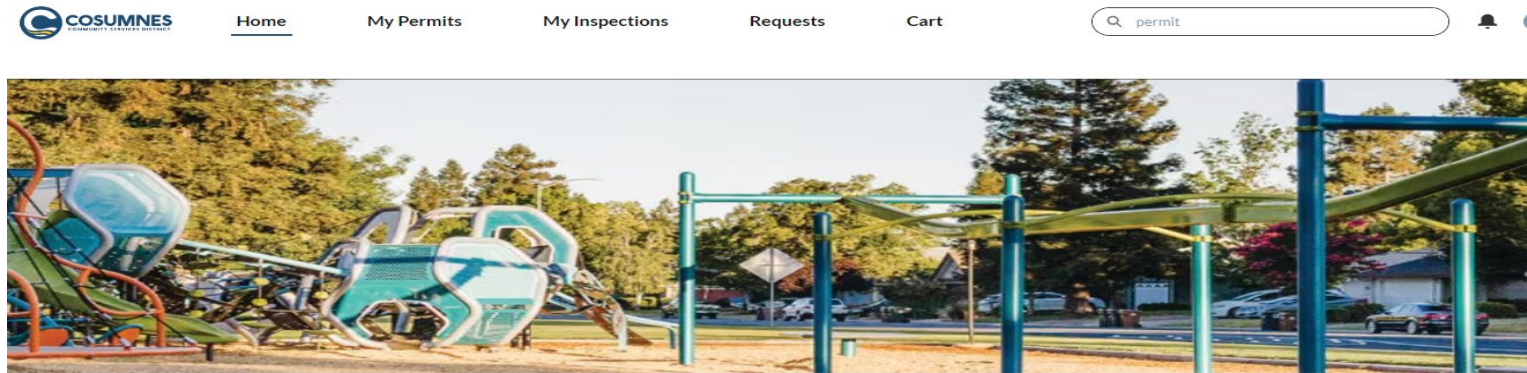 COSUMNES
COMMUNITY SERVICES DISTRICT
Home
My Permits
My Inspections
Requests
Cart
permit